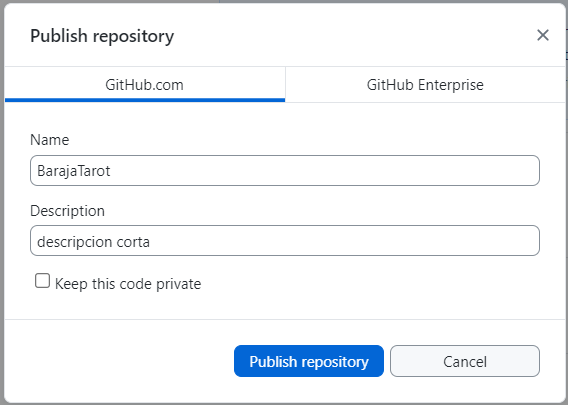 Publish repository
GitHub.com
GitHub Enterprise
Name
BarajaTarot
Description
descripcion corta
Keep this code private
Publish repository
Cancel